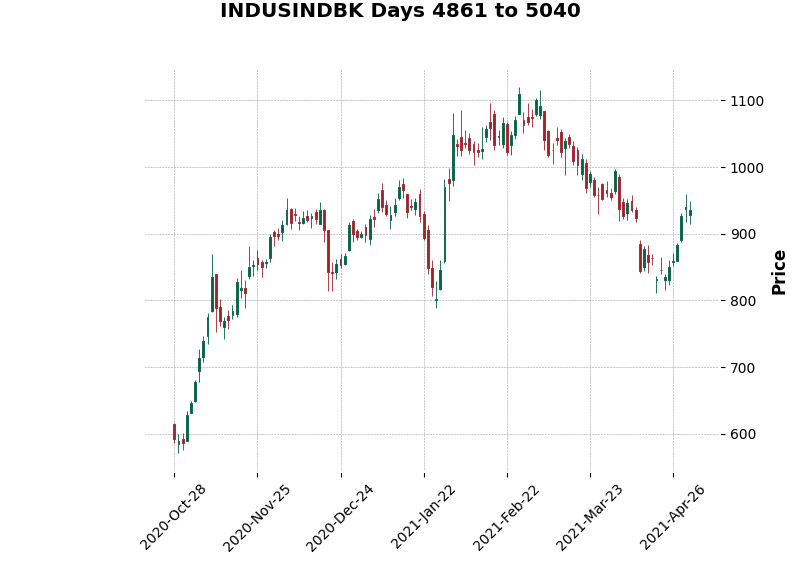 INDUSINDBK Days 4861 to 5040
1100
1000
900
800
700
600
Price
2020-Oct-28
2020-Nov-25
2020-Dec-24
2021-Jan-22
2021-Feb-22
2021-Mar-23
2021-Apr-26